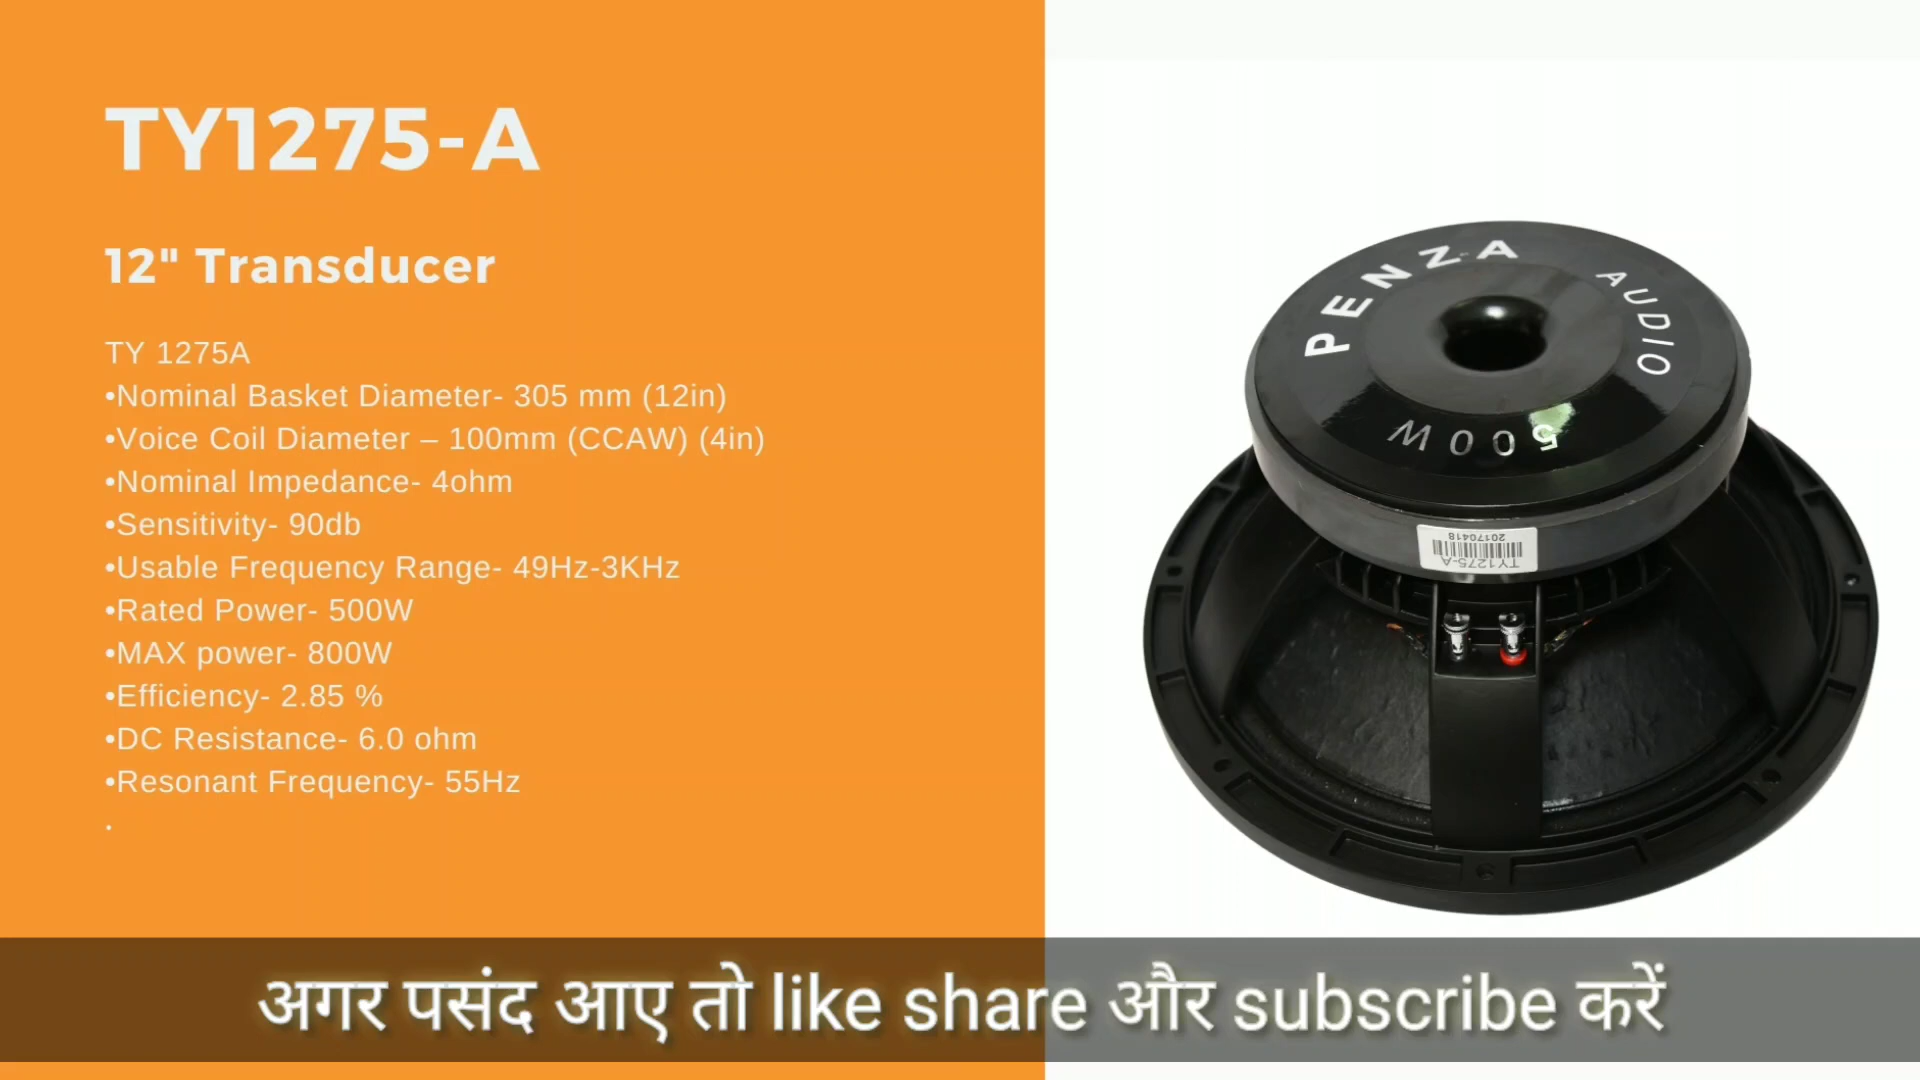 TY1275-A
12" Transducer
TY 1275A
•Nominal Basket Diameter- 305 mm (12in)
•Voice Coil Diameter – 100mm (CCAW) (4in)
•Nominal Impedance- 4ohm
•Sensitivity- 90db
•Usable Frequency Range- 49Hz-3KHz
•Rated Power- 500W
•MAX power- 800W
•Efficiency- 2.85 %
•DC Resistance- 6.0 ohm
•Resonant Frequency- 55Hz
.
PENZA AUDIO
500W
TY1275-A
20170418
अगर पसंद आए तो like share और subscribe करें